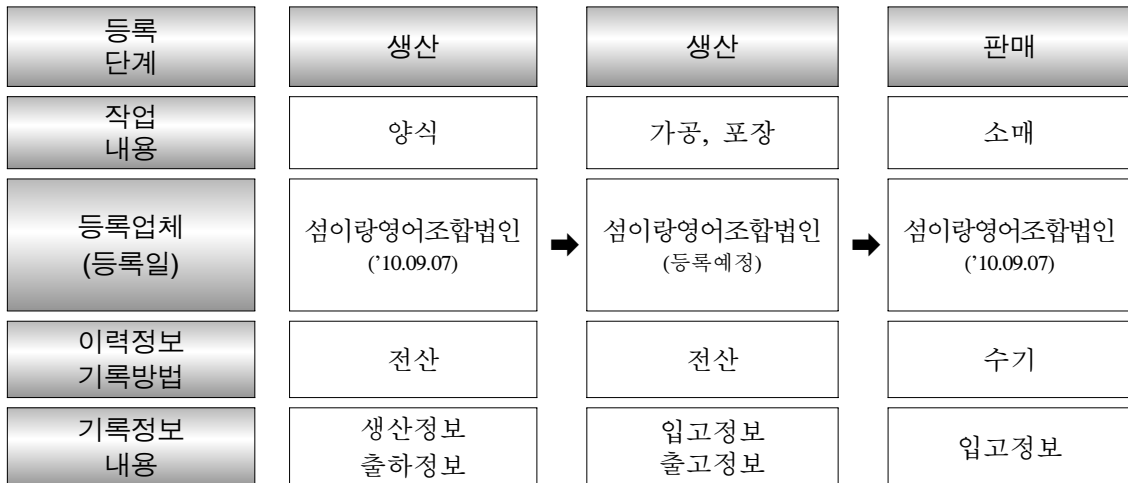 등록
단계
생산
생산
판매
작업
내용
양식
가공, 포장
소매
등록업체
(등록일)
섬이랑영어조합법인
('10.09.07)
➡
섬이랑영어조합법인
(등록예정)
➡
섬이랑영어조합법인
('10.09.07)
이력정보
기록방법
전산
전산
수기
기록정보
내용
생산정보
출하정보
입고정보
출고정보
입고정보